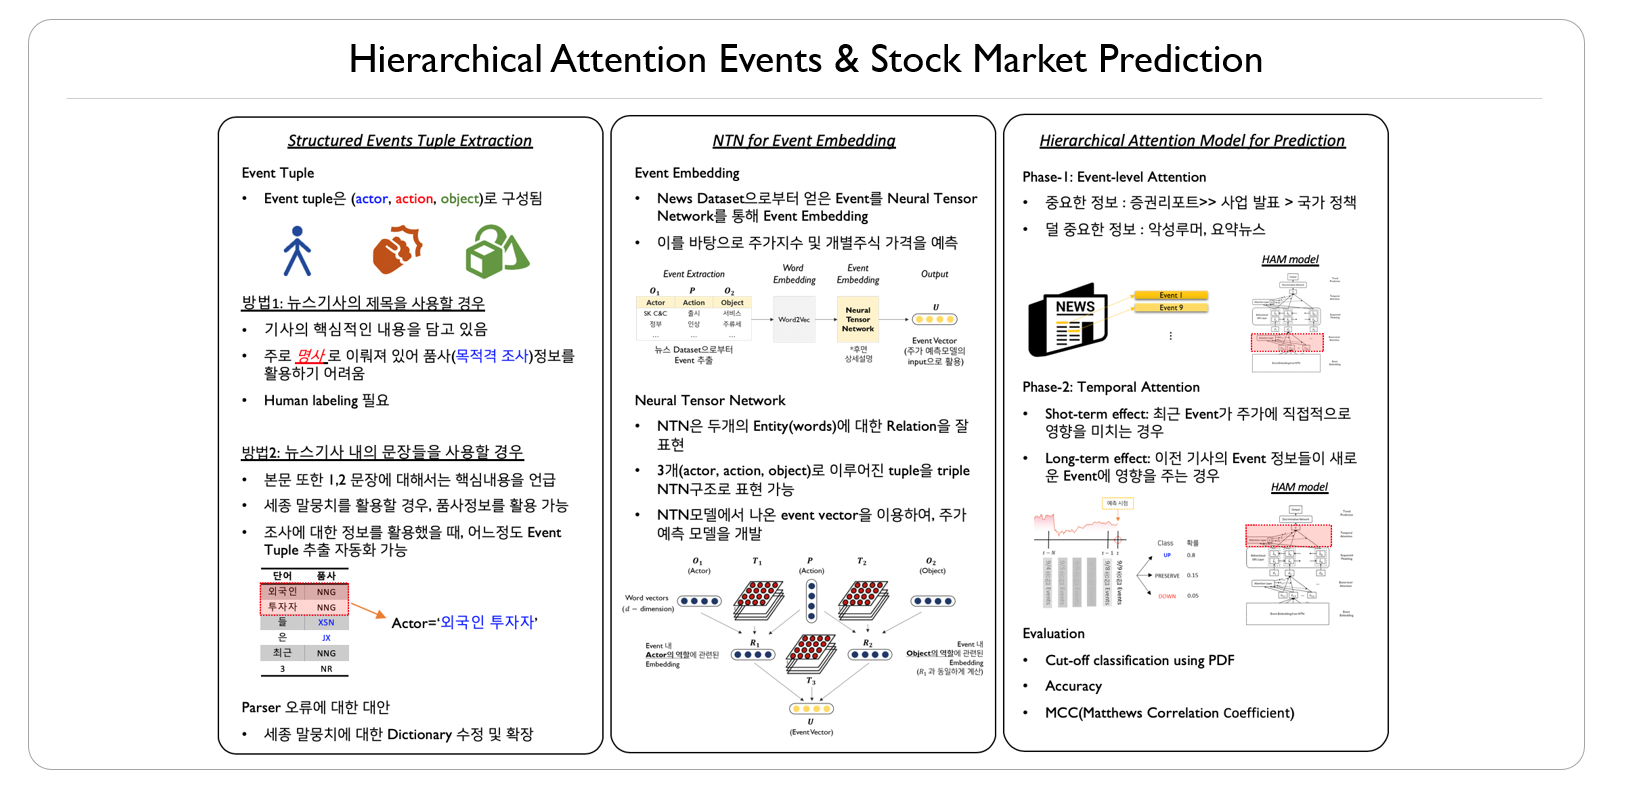 Hierarchical Attention Events & Stock Market Prediction
Structured Events Tuple Extraction
Event Tuple
• Event tuple은 (actor, action, object)로 구성됨
방법1: 뉴스기사의 제목을 사용할 경우
• 기사의 핵심적인 내용을 담고 있음
• 주로 명사로 이뤄져 있어 품사(목적격 조사)정보를
활용하기 어려움
• Human labeling 필요
방법2: 뉴스기사 내의 문장들을 사용할 경우
• 본문 또한 1,2 문장에 대해서는 핵심내용을 언급
• 세종 말뭉치를 활용할 경우, 품사정보를 활용 가능
• 조사에 대한 정보를 활용했을 때, 어느정도 Event
Tuple 추출 자동화 가능
단어 품사
외국인 NNG
투자자 NNG
들 XSN
은 JX
최근 NNG
3 NR
Actor=‘외국인 투자자’
Parser 오류에 대한 대안
• 세종 말뭉치에 대한 Dictionary 수정 및 확장
NTN for Event Embedding
Event Embedding
• News Dataset으로부터 얻은 Event를 Neural Tensor
Network를 통해 Event Embedding
• 이를 바탕으로 주가지수 및 개별주식 가격을 예측
Event Extraction
Word
Embedding
Event
Embedding
Output
O1 P O2
Actor Action Object
SK C&C 출시 서비스
정부 인상 주류세
... ... ...
뉴스 Dataset으로부터
Event 추출
Word2Vec
Neural
Tensor
Network
*후면
상세설명
U
Event Vector
(주가 예측모델의
input으로 활용)
Neural Tensor Network
• NTN은 두개의 Entity(words)에 대한 Relation을 잘
표현
• 3개(actor, action, object)로 이루어진 tuple을 triple
NTN구조로 표현 가능
• NTN모델에서 나온 event vector을 이용하여, 주가
예측 모델을 개발
O1 T1 P T2 O2
(Actor) (Action) (Object)
Word vectors
(d − dimension)
R1 R2
Event 내
Actor의 역할에 관련된
Embedding
Event 내
Object의 역할에 관련된
Embedding
(R1 과 동일하게 계산)
T3
U
(Event Vector)
Hierarchical Attention Model for Prediction
Phase-1: Event-level Attention
• 중요한 정보 : 증권리포트>> 사업 발표 > 국가 정책
• 덜 중요한 정보 : 악성루머, 요약뉴스
HAM model
NEWS
Event 1
Event 9
⋮
Phase-2: Temporal Attention
• Shot-term effect: 최근 Event가 주가에 직접적으로
영향을 미치는 경우
• Long-term effect: 이전 기사의 Event 정보들이 새로
운 Event에 영향을 주는 경우
HAM model
예측 시점
t − N t − 1 t
Class 확률
UP 0.8
PRESERVE 0.15
DOWN 0.05
Evaluation
• Cut-off classification using PDF
• Accuracy
• MCC(Matthews Correlation Coefficient)